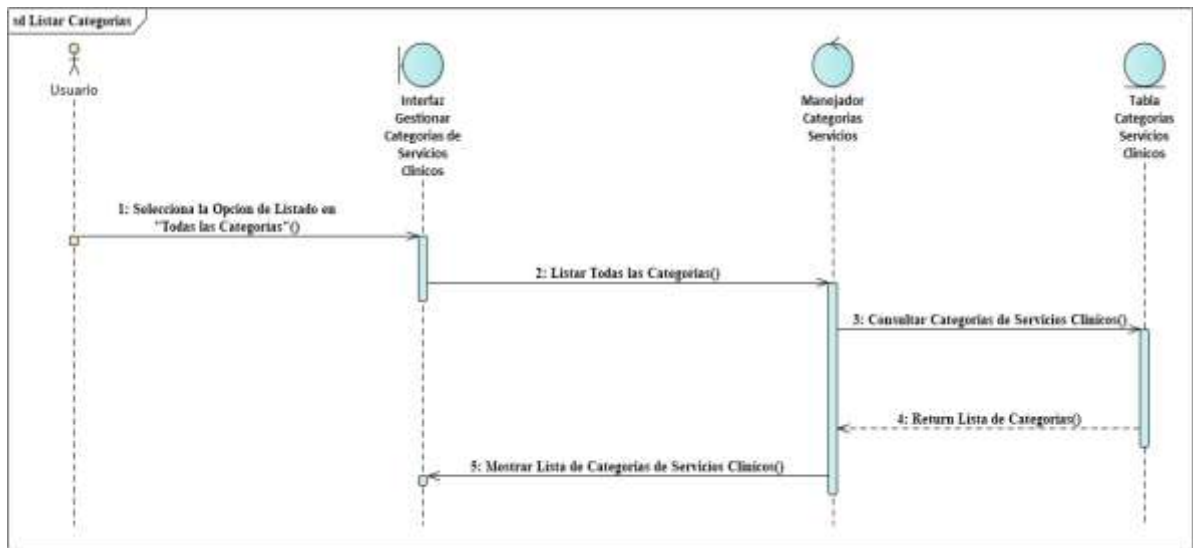 sd Listar Categorias
Usuario
Interfaz
Gestionar
Categorias de
Servicios
Clinicos
Manejador
Categorias
Servicios
Tabla
Categorias
Servicios
Clinicos
1: Selecciona la Opcion de Listado en
"Todas las Categorias"()
2: Listar Todas las Categorias()
3: Consultar Categorias de Servicios Clinicos()
4: Return Lista de Categorias()
5: Mostrar Lista de Categorias de Servicios Clinicos()